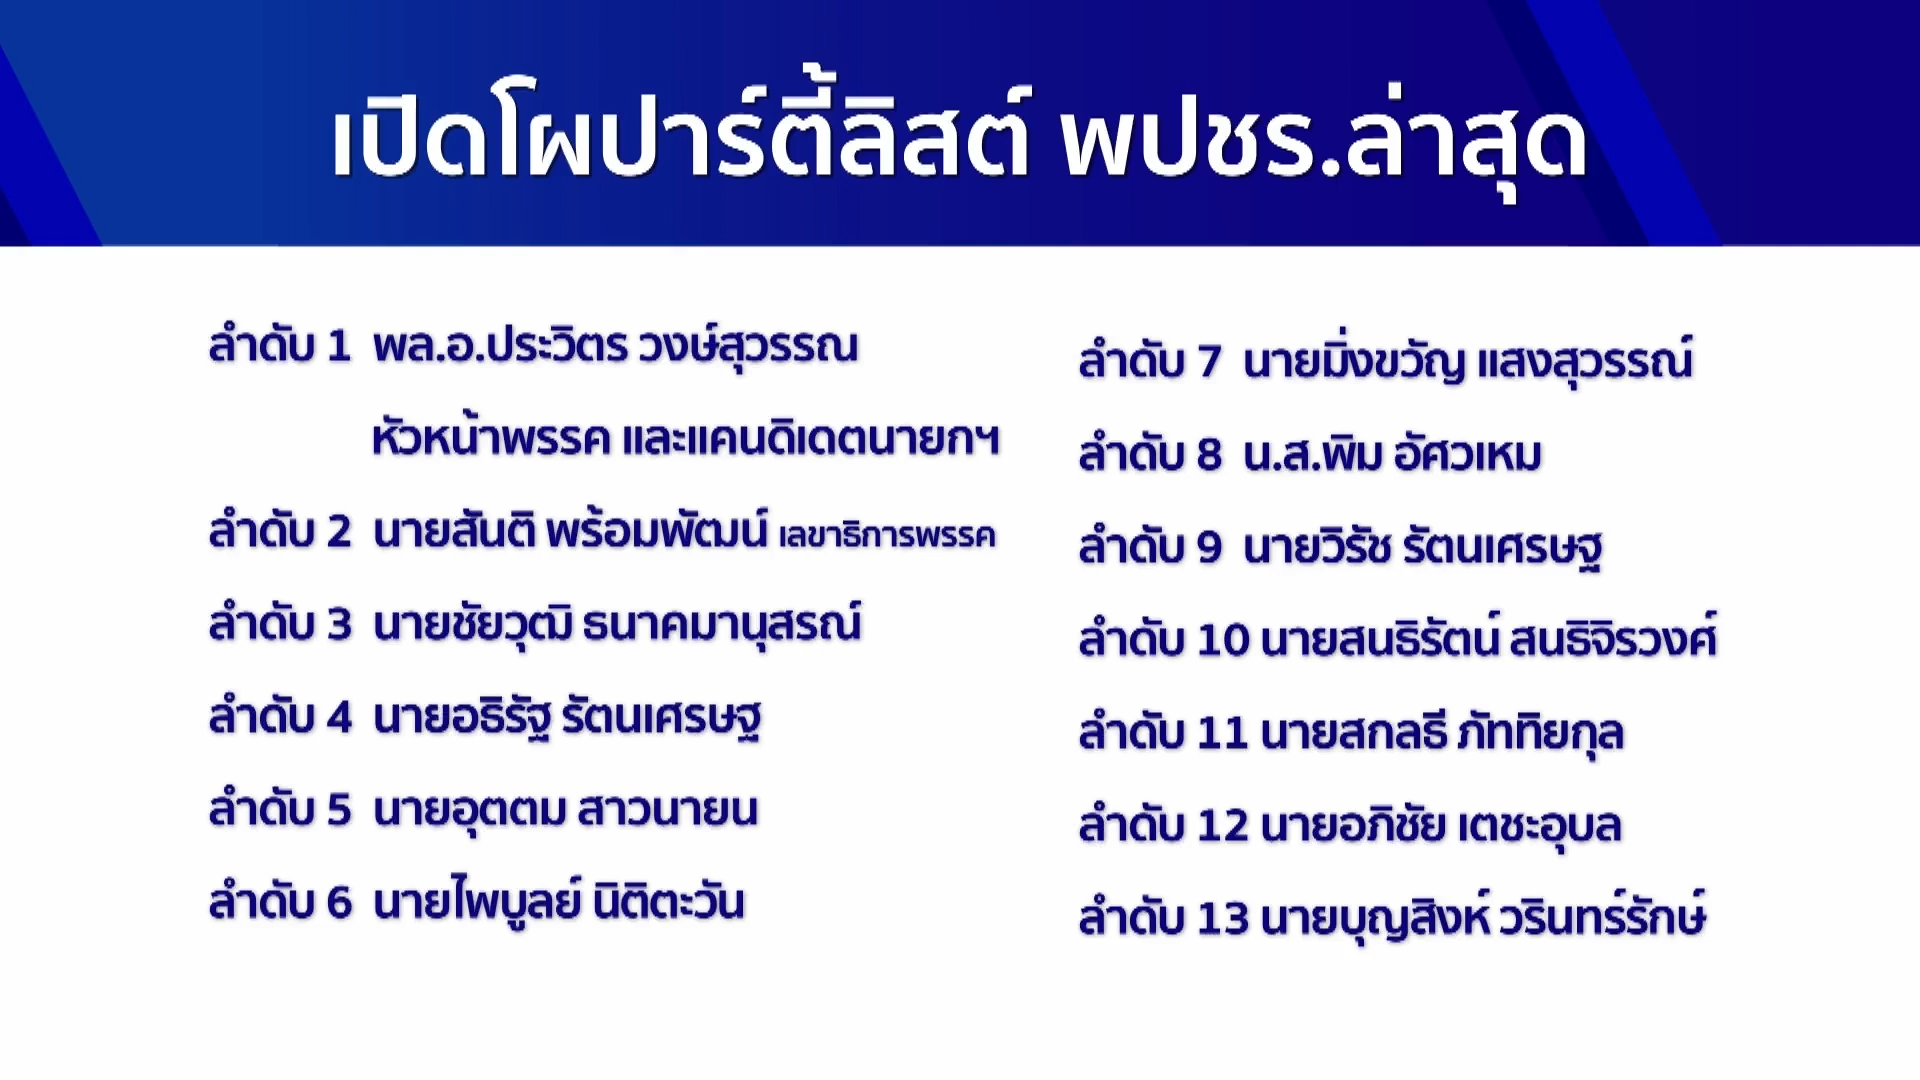 เปิดโผปาร์ตี้ลิสต์ พปชร.ล่าสุด
ลำดับ 1 พล.อ.ประวิตร วงษ์สุวรรณ
หัวหน้าพรรค และแคนดิเดตนายกฯ
ลำดับ 2 นายสันติ พร้อมพัฒน์ เลขาธิการพรรค
ลำดับ 3 นายชัยวุฒิ ธนาคมานุสรณ์
ลำดับ 4 นายอธิรัฐ รัตนเศรษฐ
ลำดับ 5 นายอุตตม สาวนายน
ลำดับ 6 นายไพบูลย์ นิติตะวัน
ลำดับ 7 นายมิ่งขวัญ แสงสุวรรณ์
ลำดับ 8 น.ส.พิม อัศวเหม
ลำดับ 9 นายวิรัช รัตนเศรษฐ
ลำดับ 10 นายสนธิรัตน์ สนธิจิรวงศ์
ลำดับ 11 นายสกลธี ภัททิยกุล
ลำดับ 12 นายอภิชัย เตชะอุบล
ลำดับ 13 นายบุญสิงห์ วรินทร์รักษ์